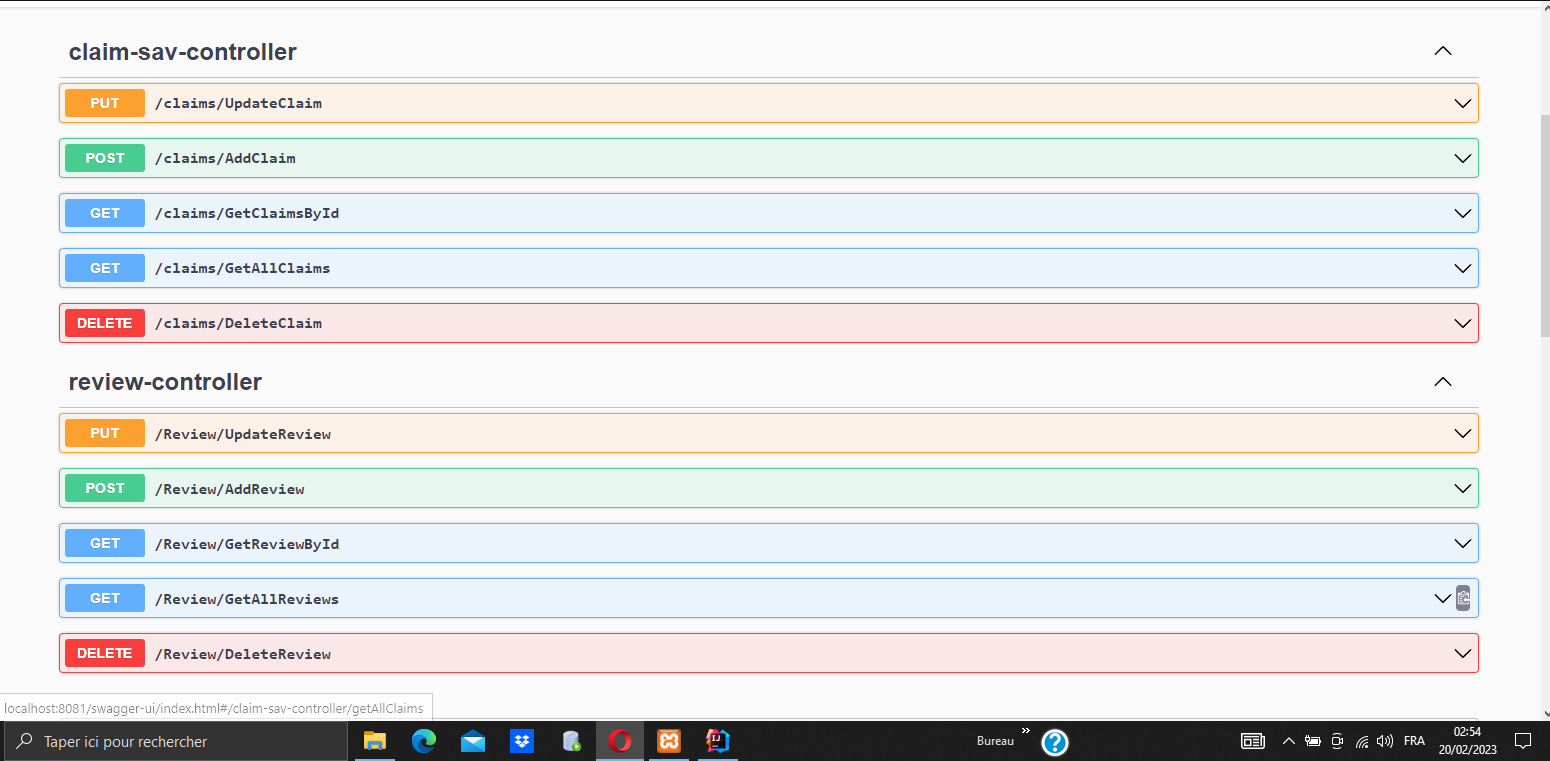 claim-sav-controller
PUT /claims/UpdateClaim
POST /claims/AddClaim
GET /claims/GetClaimsById
GET /claims/GetAllClaims
DELETE /claims/DeleteClaim
review-controller
PUT /Review/UpdateReview
POST /Review/AddReview
GET /Review/GetReviewById
GET /Review/GetAllReviews
DELETE /Review/DeleteReview
localhost:8081/swagger-ui/index.html#/claim-sav-controller/getAllClaims
Taper ici pour rechercher
Bureau
FRA
02:54
20/02/2023